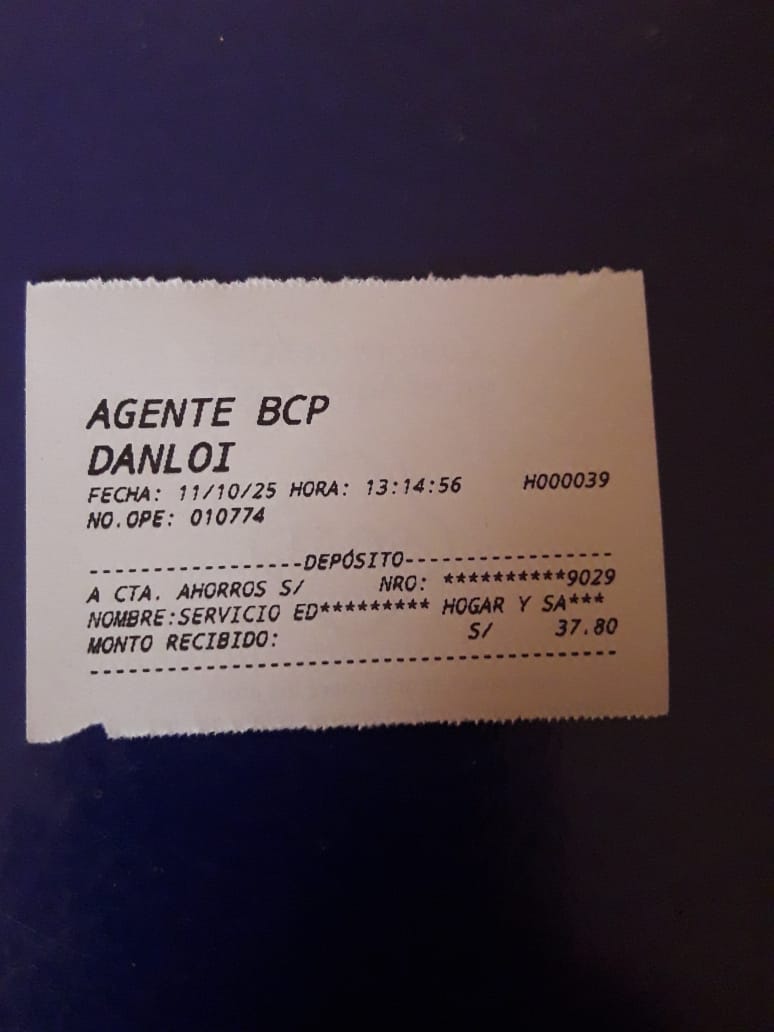 AGENTE BCP
DANLOI
FECHA: 11/10/25 HORA: 13:14:56 H000039
NO.OPE: 010774
-----------------DEPÓSITO-----------------
A CTA. AHORROS S/ NRO: **********9029
NOMBRE:SERVICIO ED********* HOGAR Y SA***
MONTO RECIBIDO: S/ 37.80
------------------------------------------